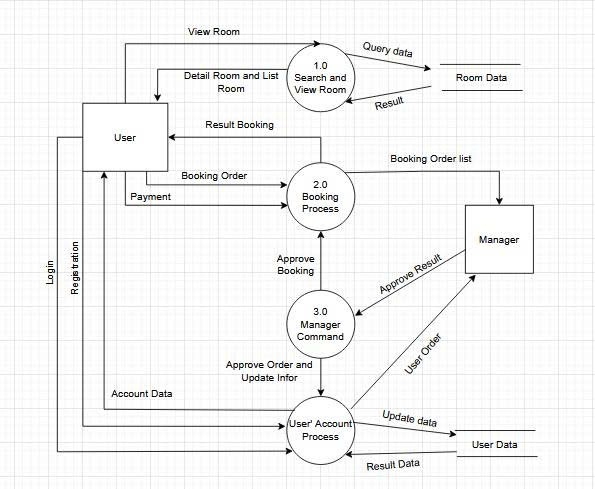 View Room
Query data
1.0
Search and
View Room
Detail Room and List
Room
Room Data
Result
User
Result Booking
Booking Order list
Booking Order
Payment
2.0
Booking
Process
Manager
Login
Registration
Approve
Booking
Approve Result
3.0
Manager
Command
Approve Order and
Update Infor
User Order
Account Data
User' Account
Process
Update data
User Data
Result Data